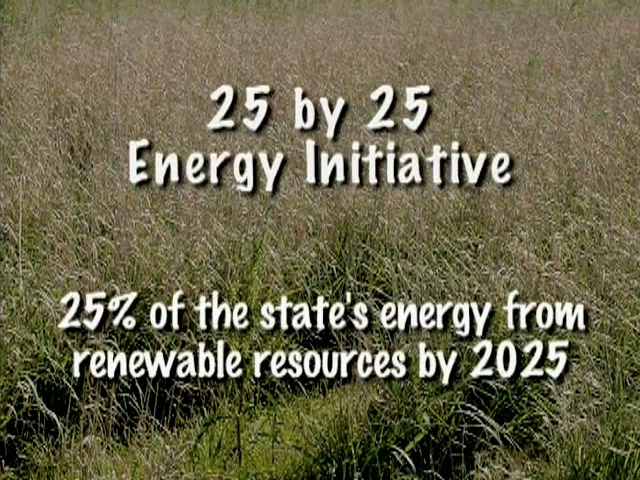 25 by 25
Energy Initiative
25% of the state's energy from
renewable resources by 2025